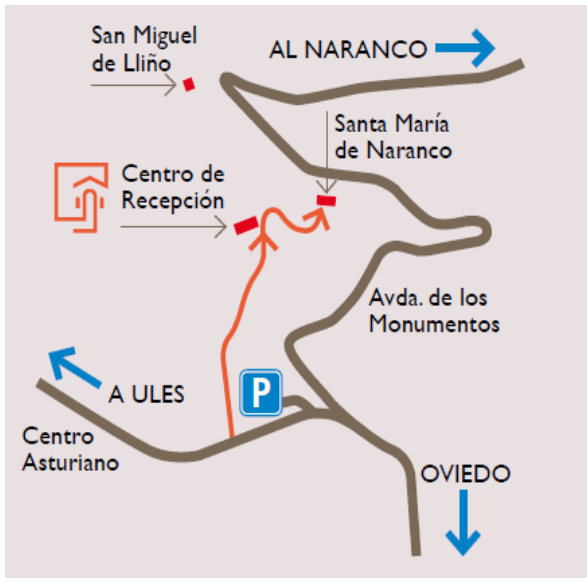 San Miguel
de Lliño
AL NARANCO
Santa María
de Naranco
Centro de
Recepción
Avda. de los
Monumentos
P
A ULES
Centro
Asturiano
OVIEDO